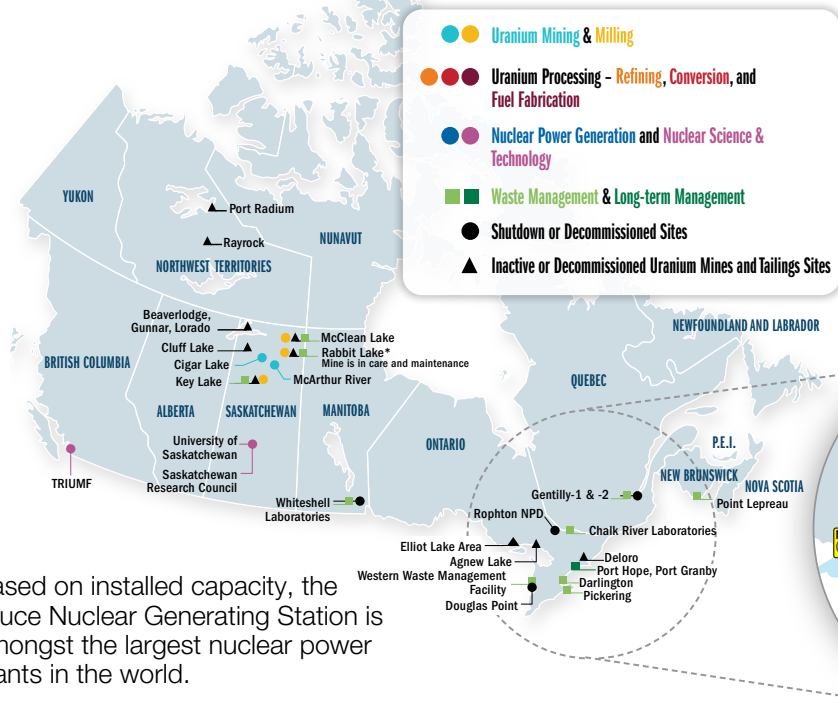 Uranium Mining & Milling
Uranium Processing – Refining, Conversion, and
Fuel Fabrication
Nuclear Power Generation and Nuclear Science &
Technology
Waste Management & Long-term Management
Shutdown or Decommissioned Sites
Inactive or Decommissioned Uranium Mines and Tailings Sites
YUKON
Port Radium
Rayrock
NUNAVUT
NORTHWEST TERRITORIES
Beaverlodge,
Gunnar, Lorado
Cluff Lake
Cigar Lake
Key Lake
McClean Lake
Rabbit Lake*
Mine is in care and maintenance
McArthur River
BRITISH COLUMBIA
ALBERTA
SASKATCHEWAN
MANITOBA
ONTARIO
QUEBEC
NEWFOUNDLAND AND LABRADOR
P.E.I.
NEW BRUNSWICK
NOVA SCOTIA
University of
Saskatchewan
Saskatchewan
Research Council
TRIUMF
Whiteshell
Laboratories
Gentilly-1 & -2
Point Lepreau
Rophton NPD
Chalk River Laboratories
Elliot Lake Area
Agnew Lake
Deloro
Port Hope, Port Granby
Western Waste Management
Facility
Darlington
Pickering
Douglas Point
ased on installed capacity, the
uce Nuclear Generating Station is
mongst the largest nuclear power
ants in the world.